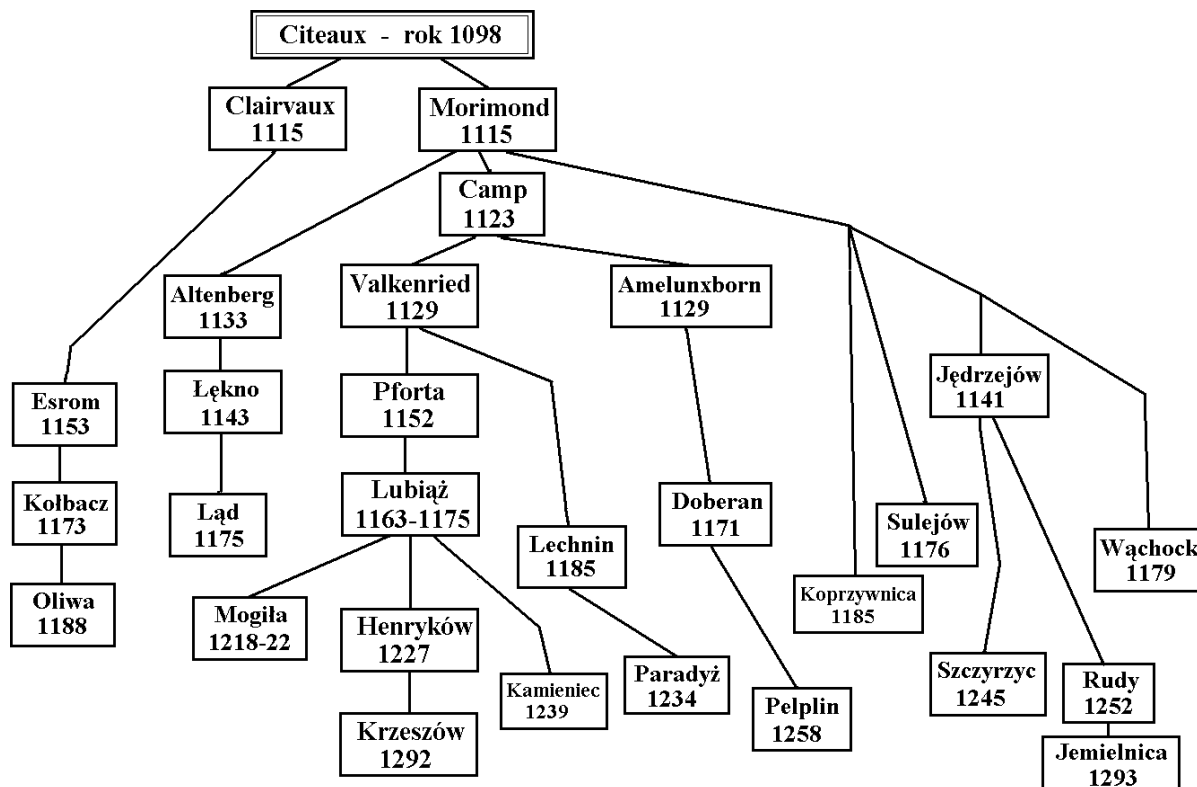 Citeaux - rok 1098
Clairvaux
1115
Morimond
1115
Camp
1123
Altenberg
1133
Valkenried
1129
Amelunxborn
1129
Esrom
1153
Łękno
1143
Pforta
1152
Jędrzejów
1141
Kołbacz
1173
Ląd
1175
Lubiąż
1163-1175
Doberan
1171
Sulejów
1176
Lechnin
1185
Wąchock
1179
Oliwa
1188
Mogiła
1218-22
Henryków
1227
Koprzywnica
1185
Kamieniec
1239
Paradyż
1234
Szczyrzyc
1245
Rudy
1252
Krzeszów
1292
Pelplin
1258
Jemielnica
1293